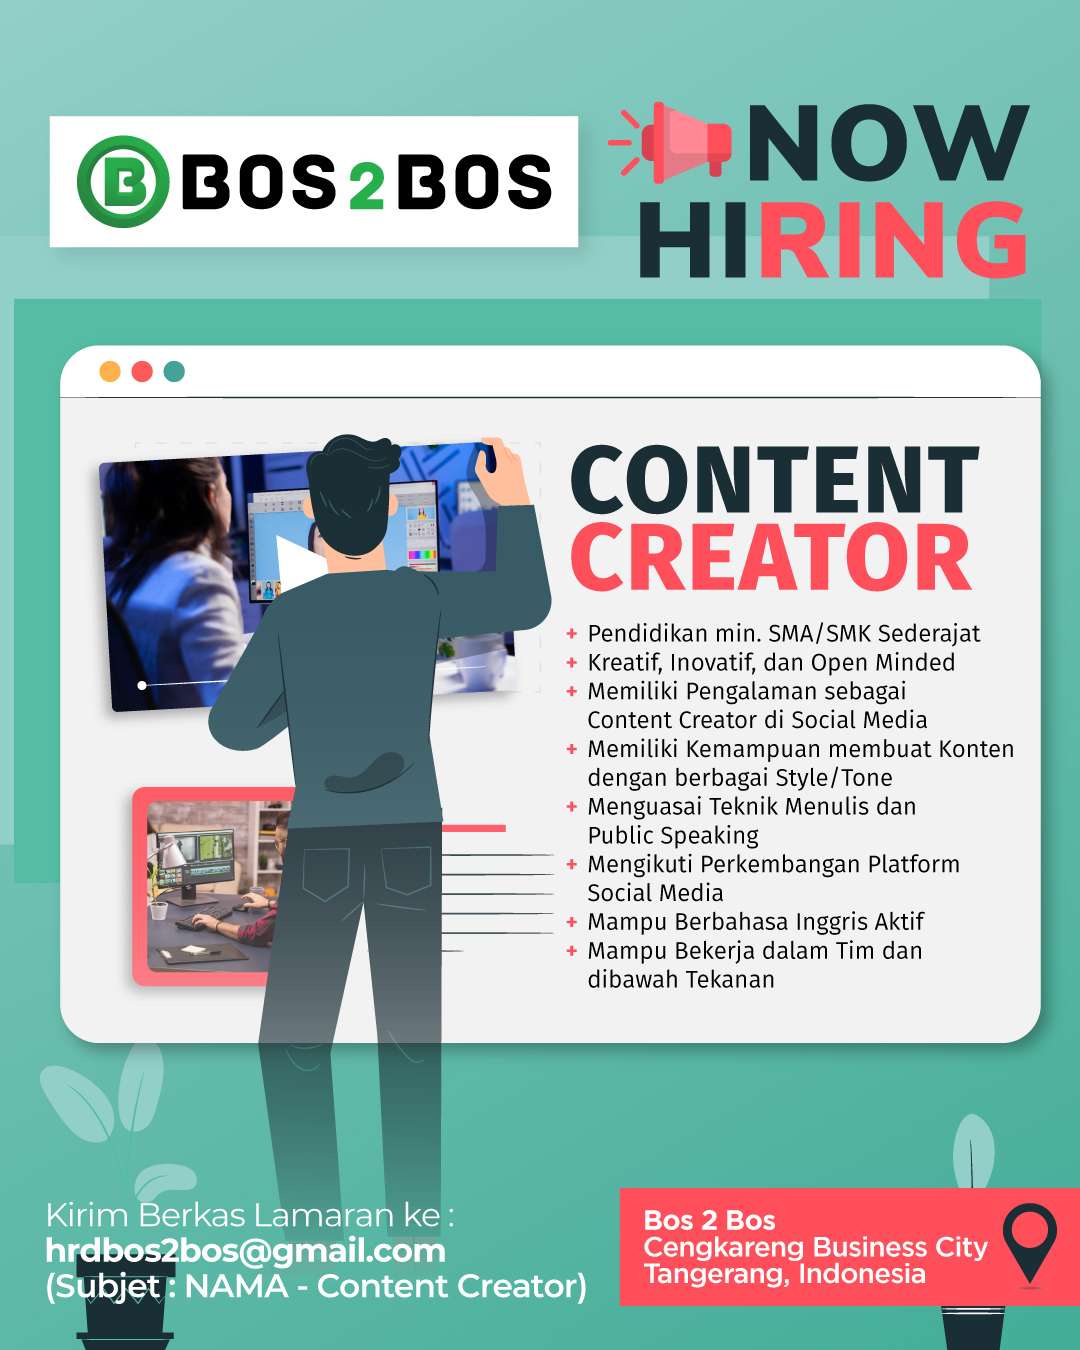 BOS 2 BOS
NOW
HIRING
CONTENT
CREATOR
+ Pendidikan min. SMA/SMK Sederajat
+ Kreatif, Inovatif, dan Open Minded
+ Memiliki Pengalaman sebagai
Content Creator di Social Media
+ Memiliki Kemampuan membuat Konten
dengan berbagai Style/Tone
+ Menguasai Teknik Menulis dan
Public Speaking
+ Mengikuti Perkembangan Platform
Social Media
+ Mampu Berbahasa Inggris Aktif
+ Mampu Bekerja dalam Tim dan
dibawah Tekanan
Kirim Berkas Lamaran ke :
hrdbos2bos@gmail.com
(Subjet : NAMA - Content Creator)
Bos 2 Bos
Cengkareng Business City
Tangerang, Indonesia